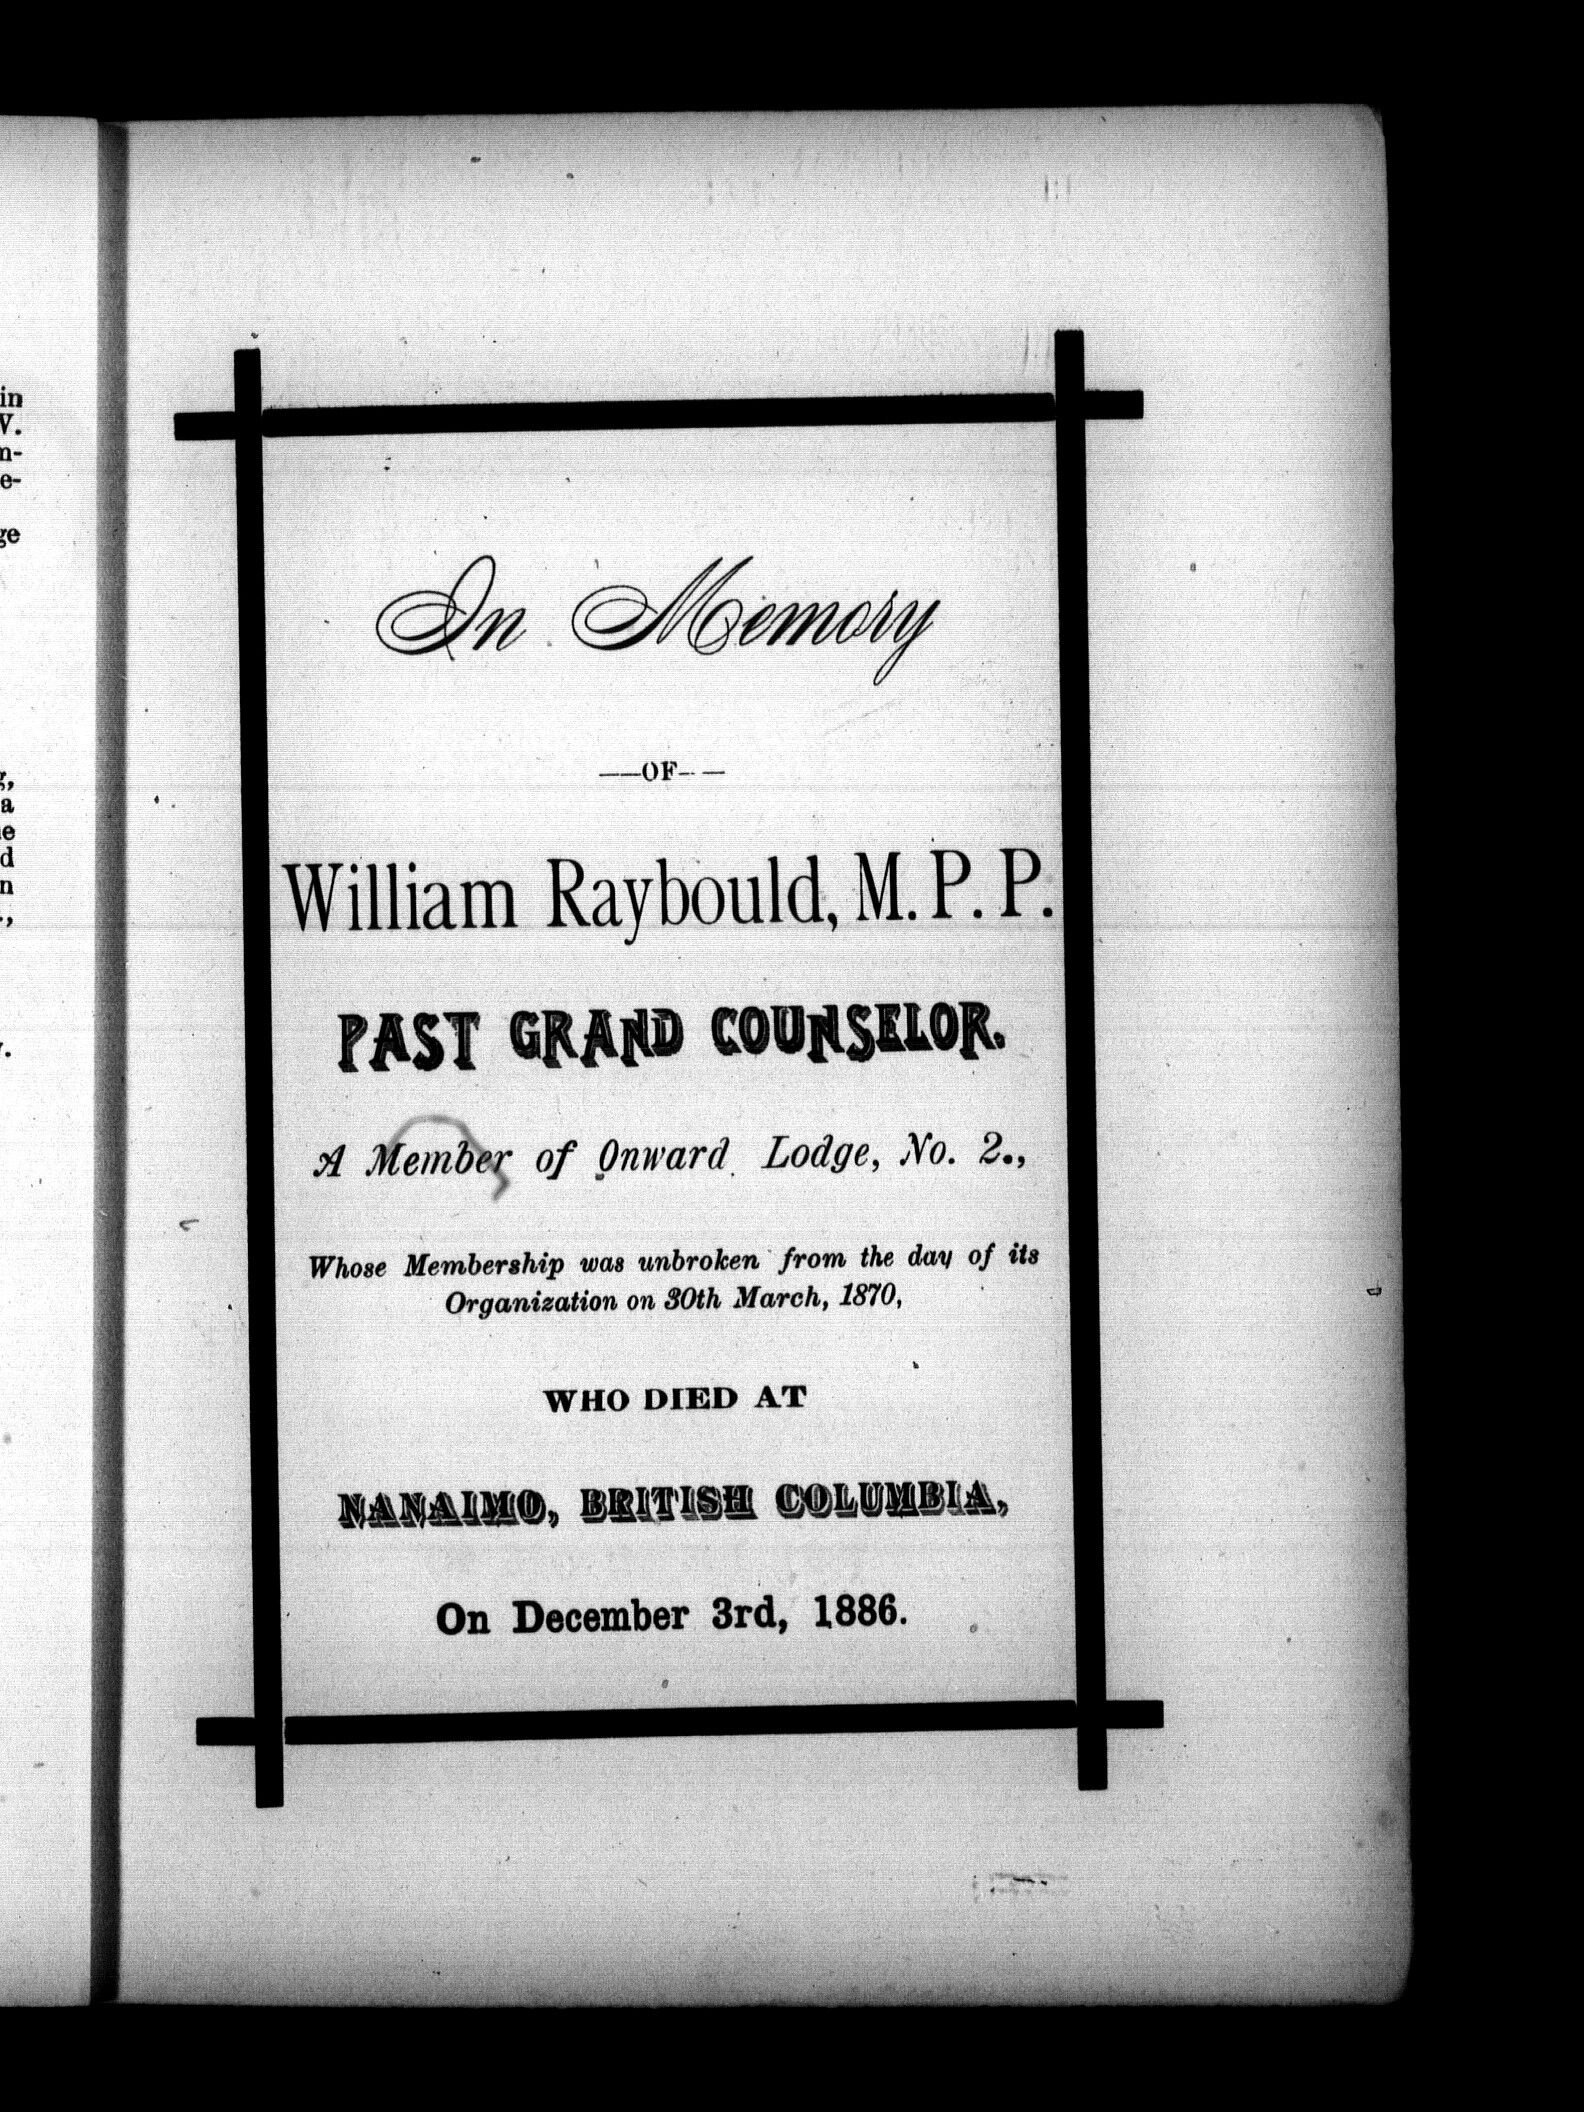 In Memory
——OF——
William Raybould, M.P.P.
PAST GRAND COUNSELOR.
A Member of Onward Lodge, No. 2.,
Whose Membership was unbroken from the day of its
Organization on 30th March, 1870,
WHO DIED AT
NANAIMO, BRITISH COLUMBIA,
On December 3rd, 1886.